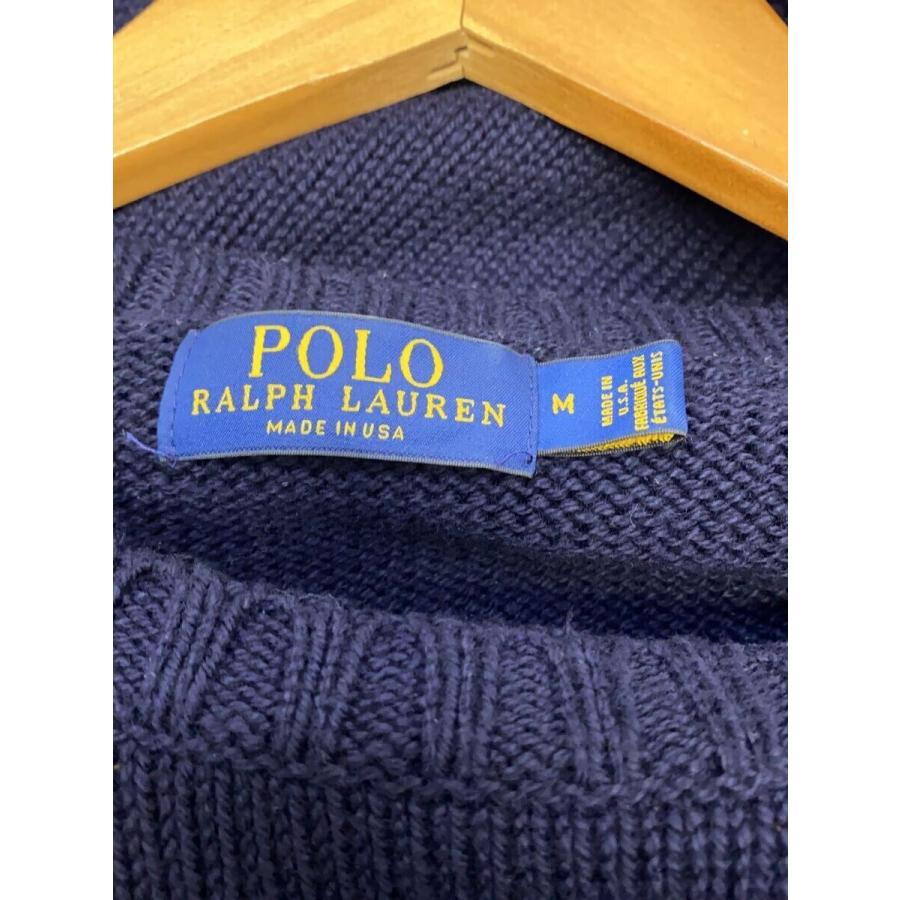 POLO
RALPH LAUREN
MADE IN USA
M
MADE IN
U.S.A.
FABRIQUÉ AUX
ÉTATS-UNIS